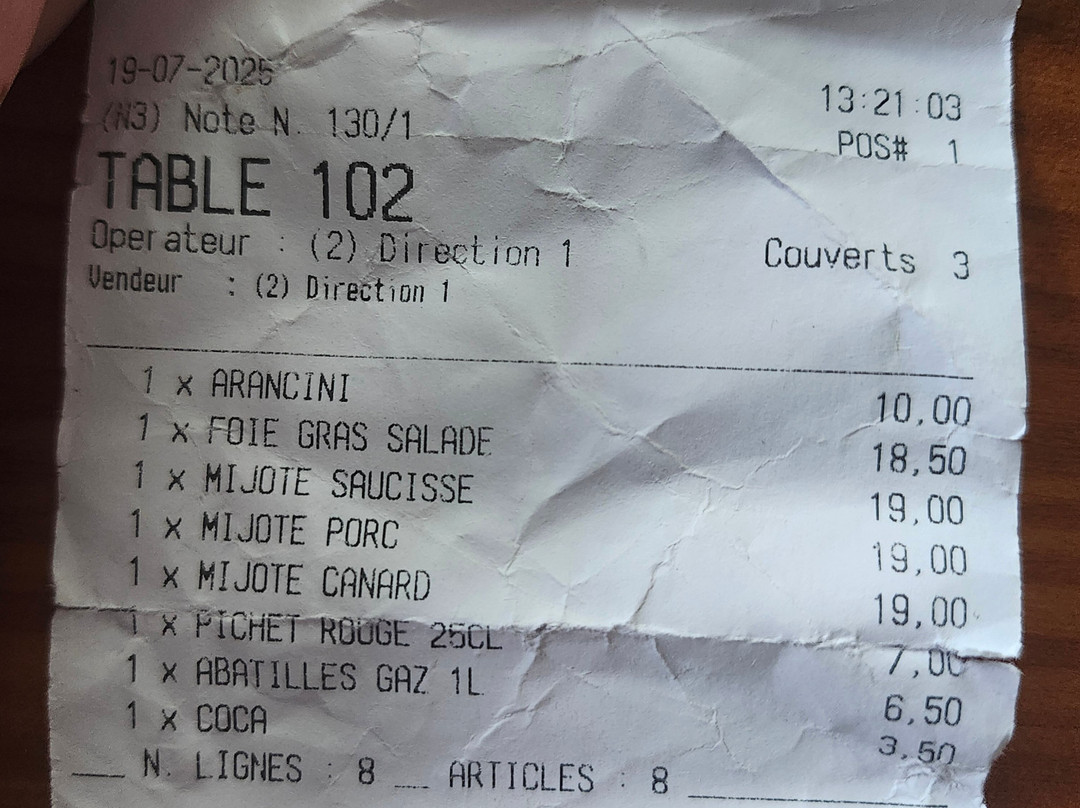 19-07-2025 13:21:03
(N3) Note N. 130/1 POS# 1
TABLE 102
Operateur : (2) Direction 1 Couverts 3
Vendeur : (2) Direction 1
1 x ARANCINI 10,00
1 x FOIE GRAS SALADE 18,50
1 x MIJOTE SAUCISSE 19,00
1 x MIJOTE PORC 19,00
1 x MIJOTE CANARD 19,00
1 x PICHET ROUGE 25CL 7,00
1 x ABATILLES GAZ 1L 6,50
1 x COCA 3,50
N. LIGNES : 8 ARTICLES : 8